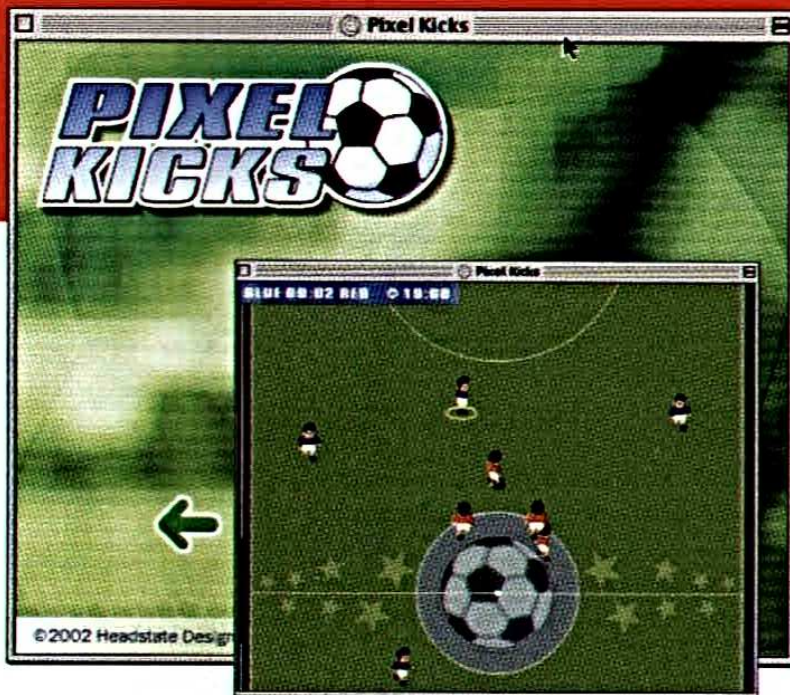 Pixel Kicks
PIXEL
KICKS
Pixel Kicks
BLUE 00:02 RED
©2002 Headstate Design